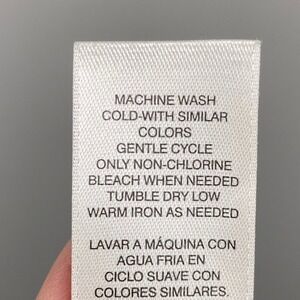 MACHINE WASH
COLD-WITH SIMILAR
COLORS
GENTLE CYCLE
ONLY NON-CHLORINE
BLEACH WHEN NEEDED
TUMBLE DRY LOW
WARM IRON AS NEEDED
LAVAR A MÁQUINA CON
AGUA FRIA EN
CICLO SUAVE CON
COLORES SIMILARES.